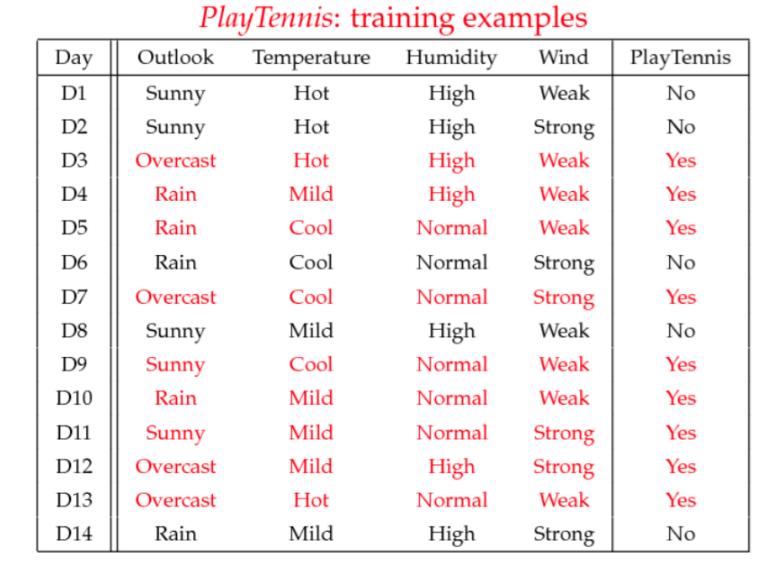 PlayTennis: training examples
Day Outlook Temperature Humidity Wind PlayTennis
D1 Sunny Hot High Weak No
D2 Sunny Hot High Strong No
D3 Overcast Hot High Weak Yes
D4 Rain Mild High Weak Yes
D5 Rain Cool Normal Weak Yes
D6 Rain Cool Normal Strong No
D7 Overcast Cool Normal Strong Yes
D8 Sunny Mild High Weak No
D9 Sunny Cool Normal Weak Yes
D10 Rain Mild Normal Weak Yes
D11 Sunny Mild Normal Strong Yes
D12 Overcast Mild High Strong Yes
D13 Overcast Hot Normal Weak Yes
D14 Rain Mild High Strong No